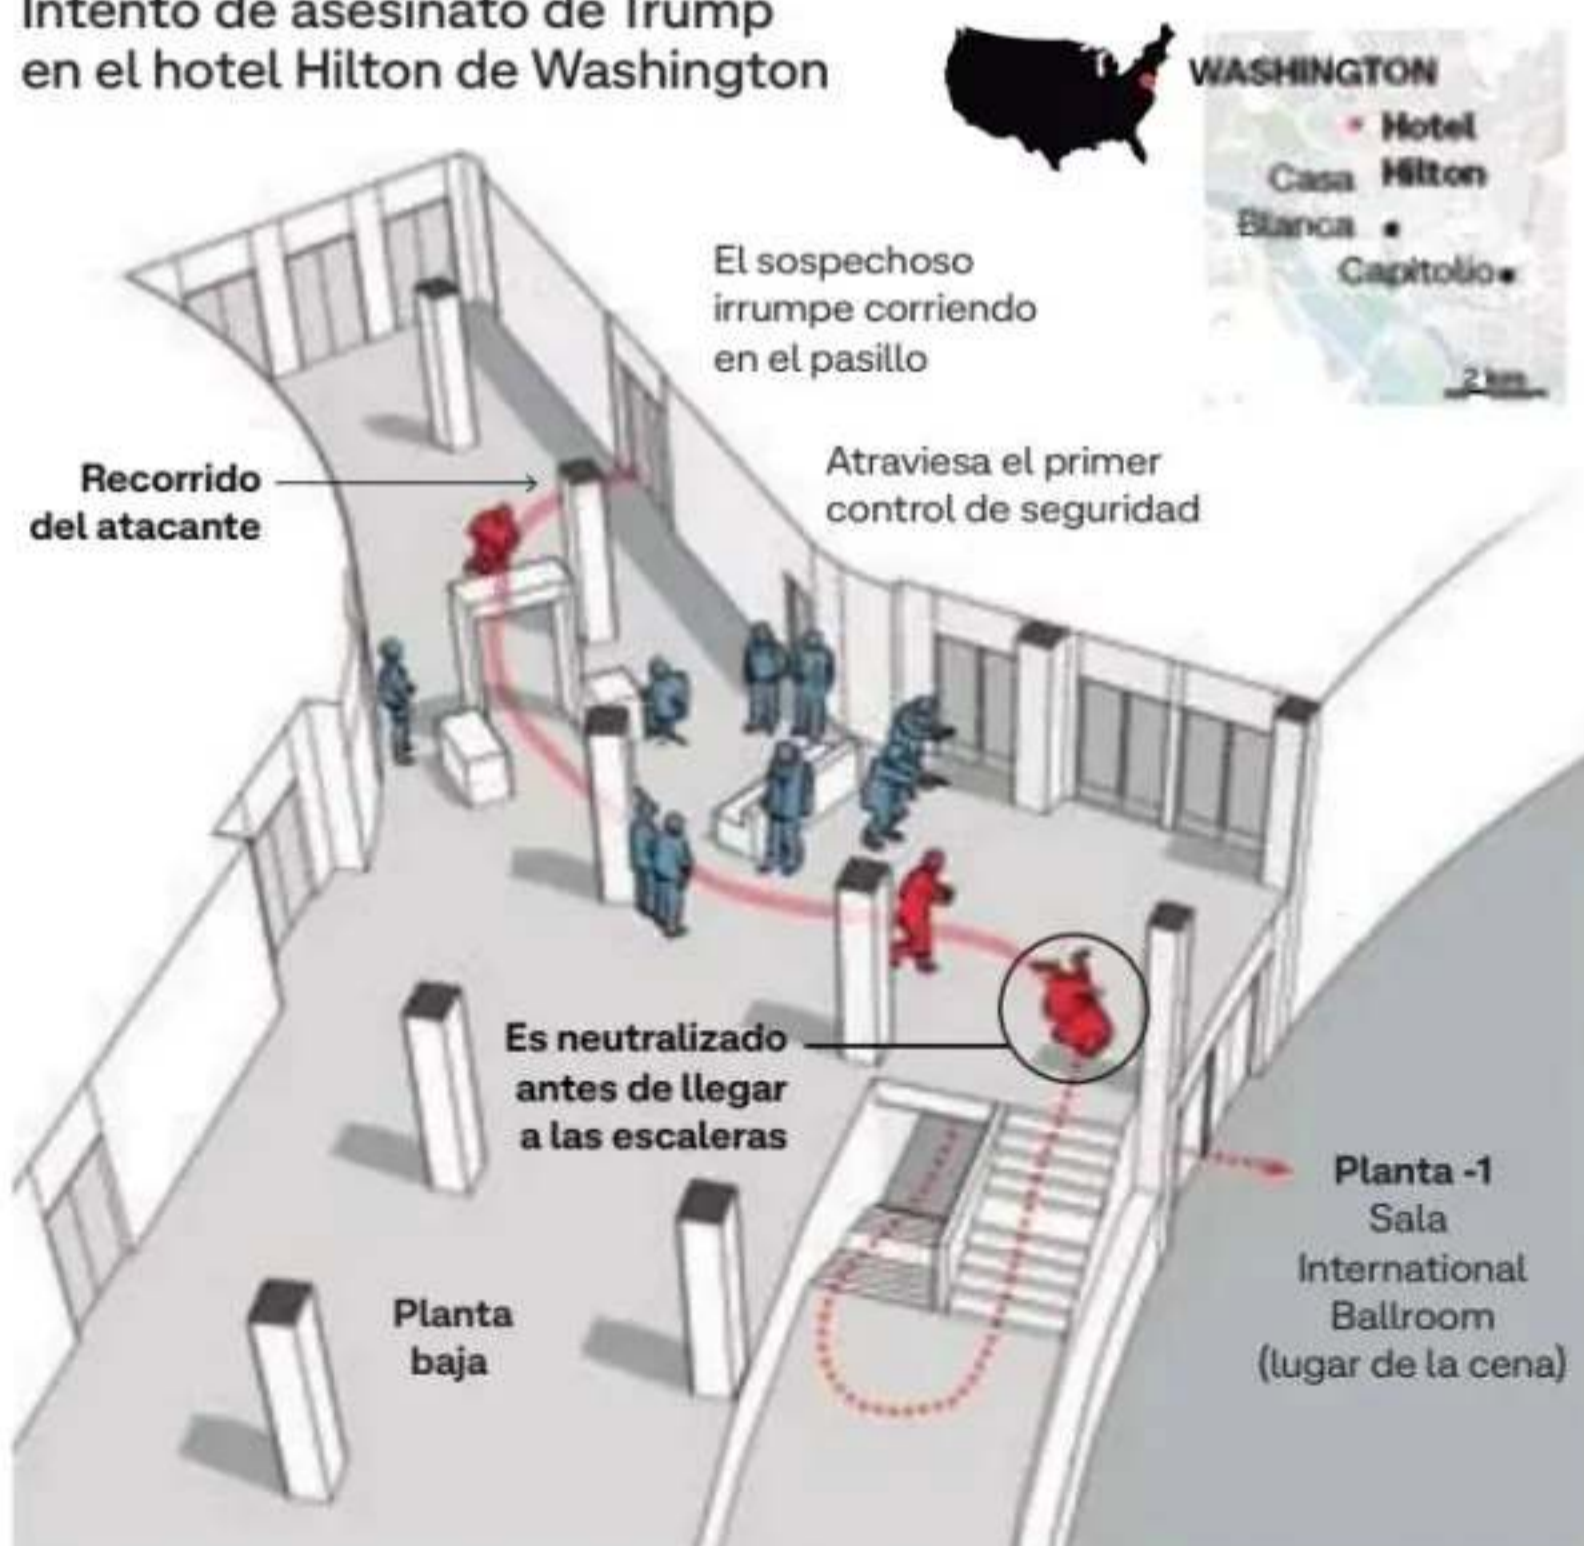 Intento de asesinato de Trump
en el hotel Hilton de Washington
WASHINGTON
Hotel
Hilton
Casa
Blanca
Capitolio
2 km
El sospechoso
irrumpe corriendo
en el pasillo
Atraviesa el primer
control de seguridad
Recorrido
del atacante
Es neutralizado
antes de llegar
a las escaleras
Planta -1
Sala
International
Ballroom
(lugar de la cena)
Planta
baja